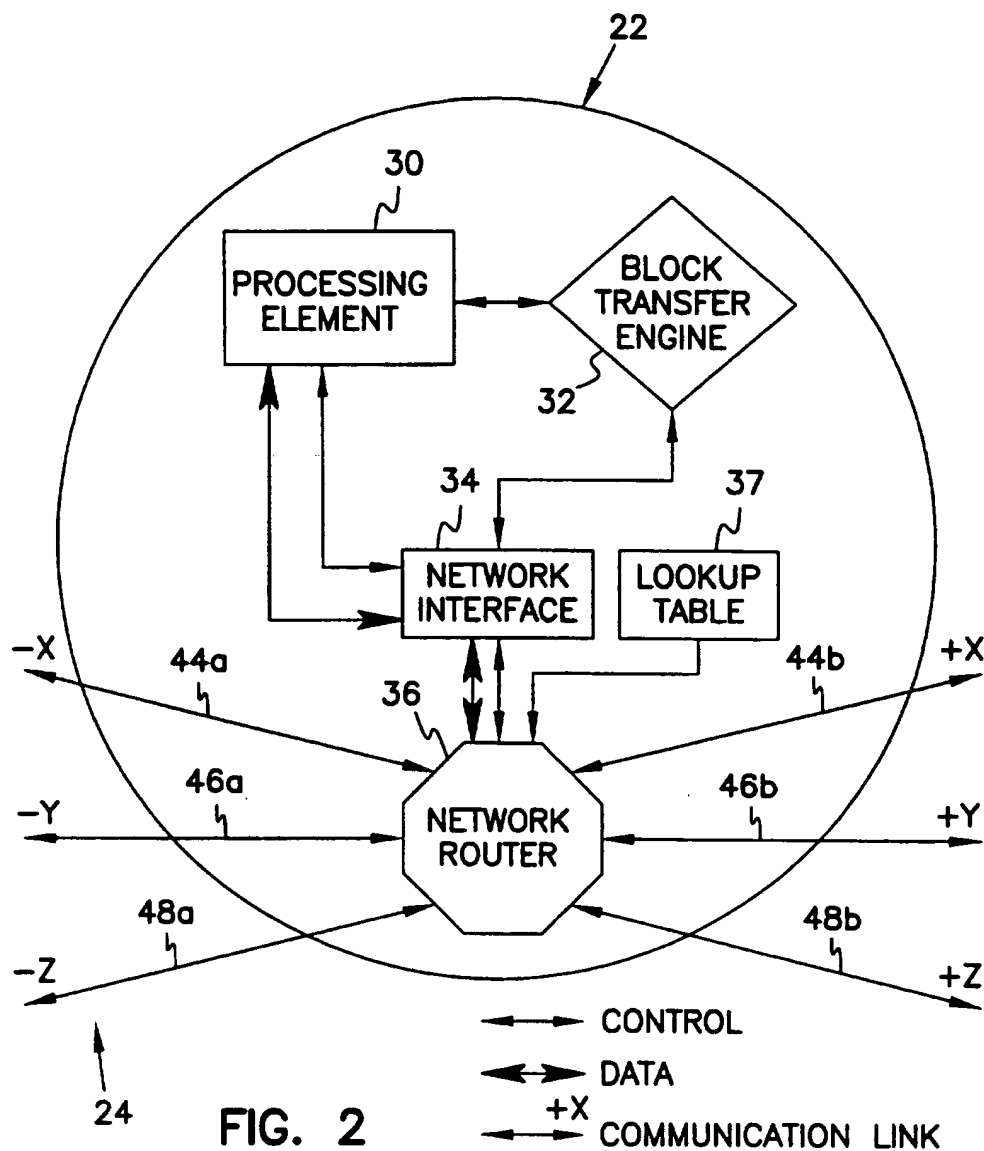 22
30
PROCESSING
ELEMENT
BLOCK
TRANSFER
ENGINE
32
34
37
NETWORK
INTERFACE
LOOKUP
TABLE
-X
44a
44b
+X
36
-Y
46a
46b
+Y
NETWORK
ROUTER
-Z
48a
48b
+Z
CONTROL
DATA
24
FIG. 2
+X
COMMUNICATION LINK